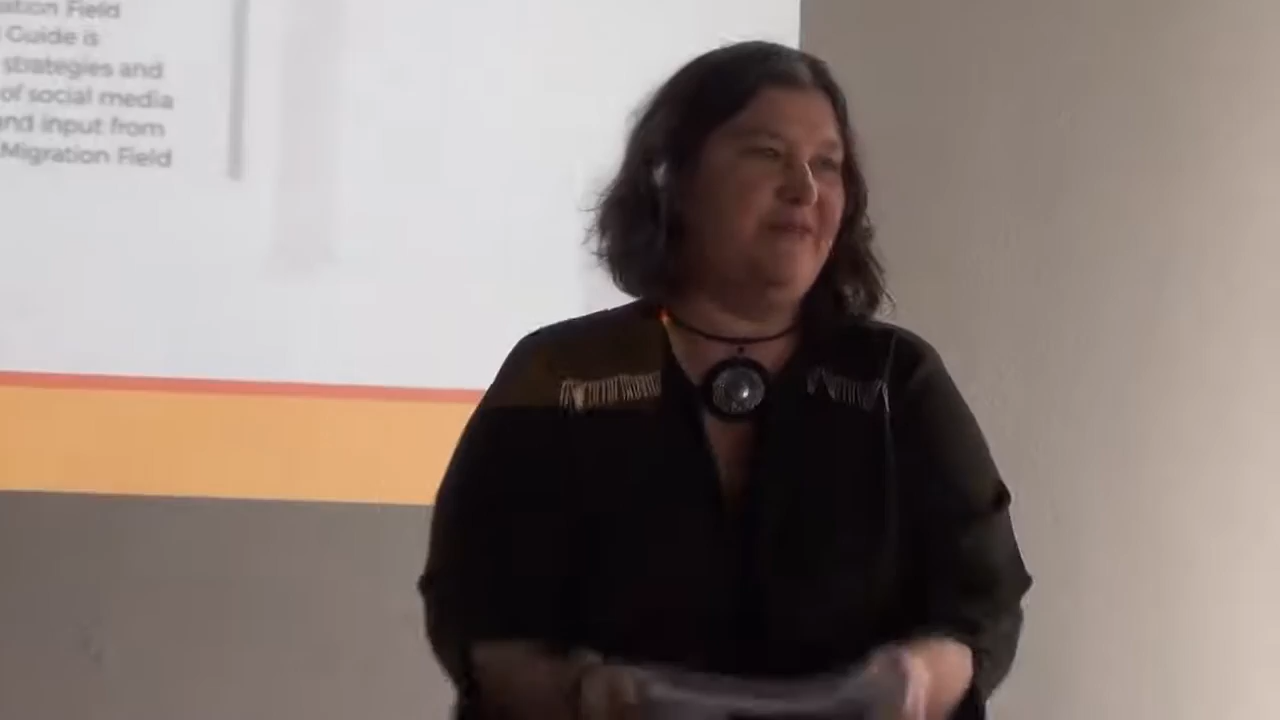 ation Field
Guide is
strategies and
of social media
and input from
Migration Field